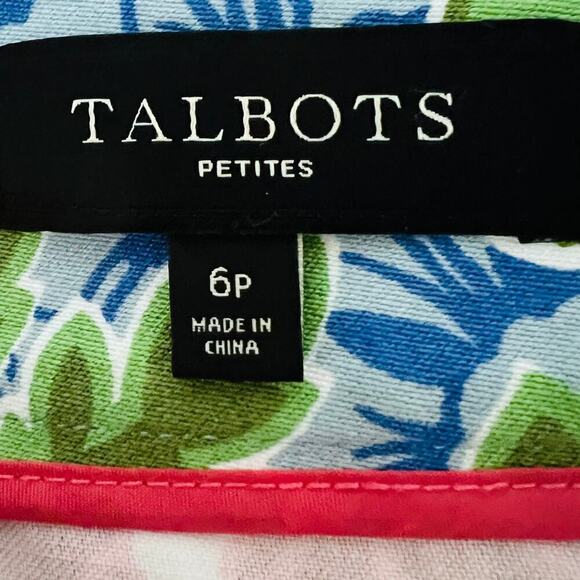 TALBOTS
PETITES
6P
MADE IN
CHINA